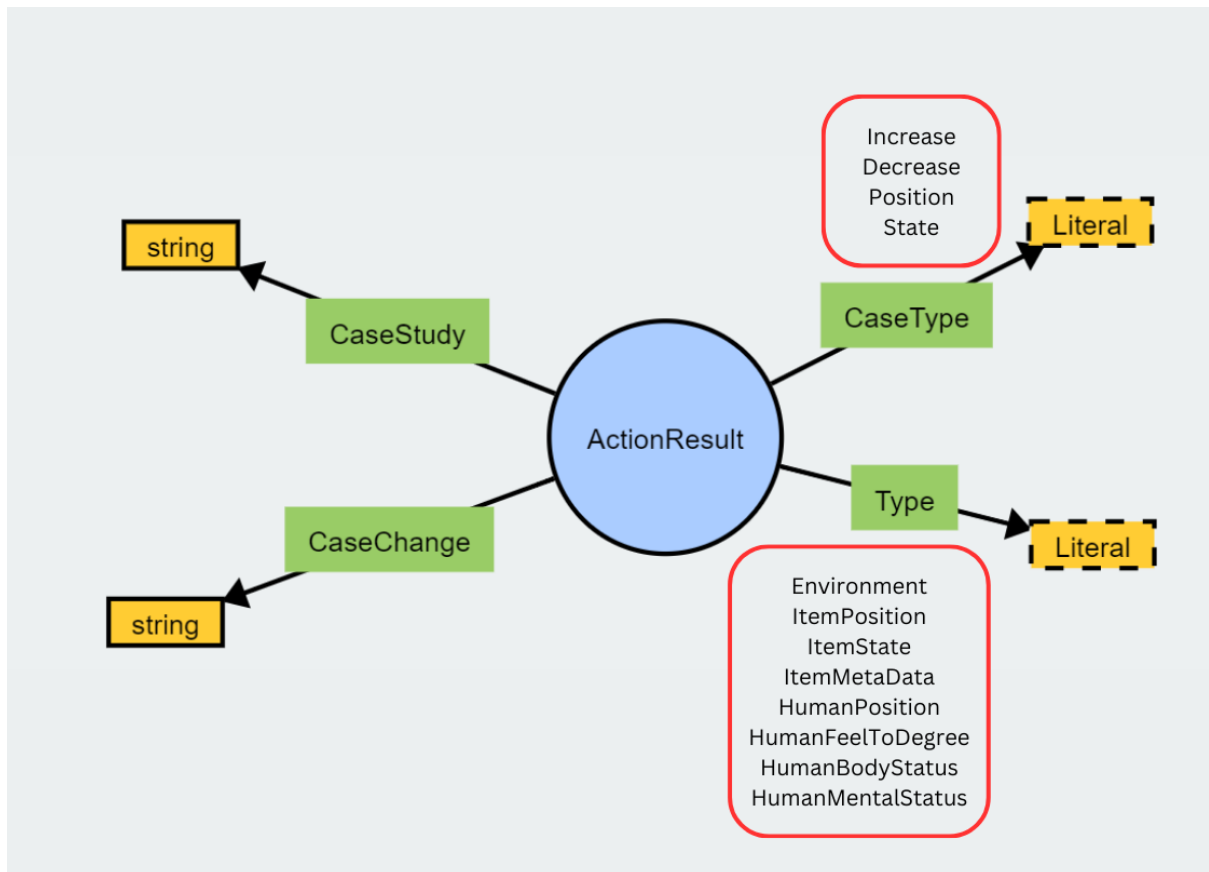 Increase
Decrease
Position
State
Literal
string
CaseType
CaseStudy
ActionResult
Type
CaseChange
Literal
Environment
ItemPosition
string
ItemState
ItemMetaData
HumanPosition
HumanFeelToDegree
HumanBodyStatus
HumanMentalStatus